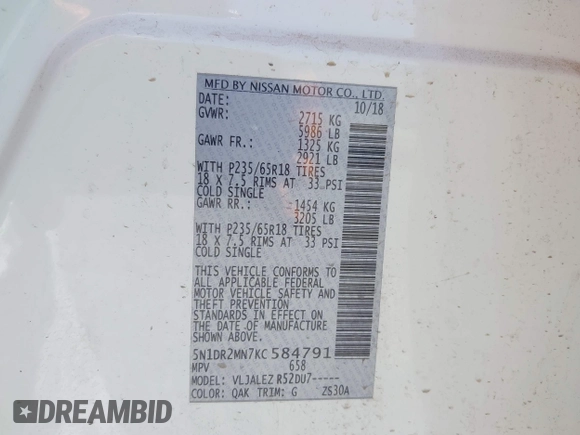 MFD BY NISSAN MOTOR CO., LTD.
DATE: 10/18
GVWR: 2715 KG
5986 LB
GAWR FR.: 1325 KG
2921 LB
WITH P235/65R18 TIRES
18 X 7.5 RIMS AT 33 PSI
COLD SINGLE
GAWR RR.: 1454 KG
3205 LB
WITH P235/65R18 TIRES
18 X 7.5 RIMS AT 33 PSI
COLD SINGLE
THIS VEHICLE CONFORMS TO
ALL APPLICABLE FEDERAL
MOTOR VEHICLE SAFETY AND
THEFT PREVENTION
STANDARDS IN EFFECT ON
THE DATE OF MANUFACTURE
SHOWN ABOVE
5N1DR2MN7KC584791
MPV 658
MODEL: VLJALEZ R52DU7-----
COLOR: QAK TRIM: G ZS30A
DREAMBID
DREAMBID